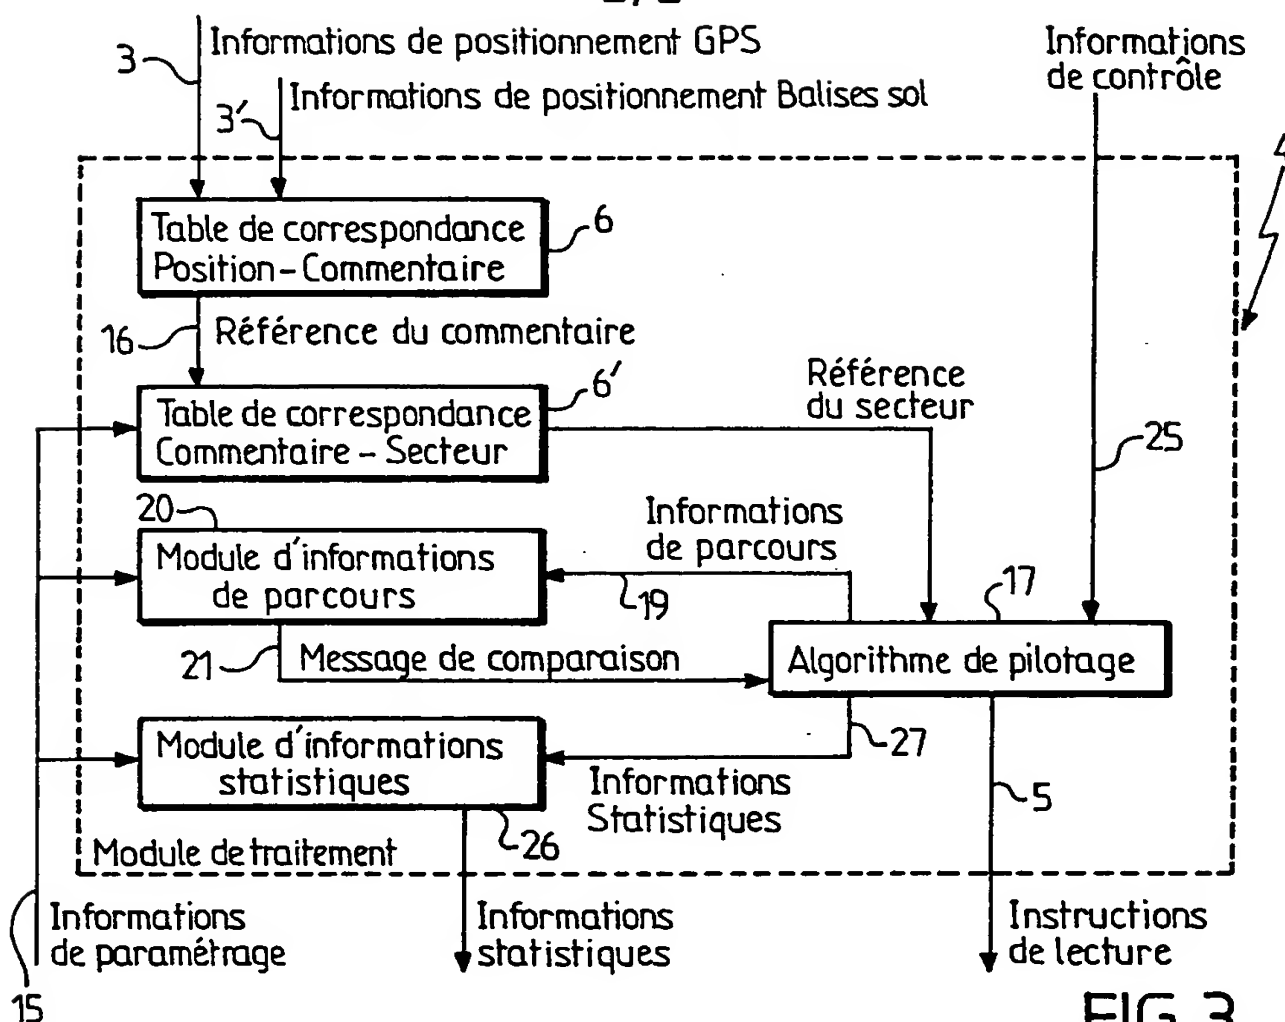 3
Informations de positionnement GPS
Informations
de contrôle
3'
Informations de positionnement Balises sol
4
Table de correspondance
Position - Commentaire
6
16
Référence du commentaire
6'
Table de correspondance
Commentaire - Secteur
Référence
du secteur
25
20
Informations
de parcours
Module d'informations
de parcours
19
17
21
Message de comparaison
Algorithme de pilotage
Module d'informations
statistiques
27
Informations
Statistiques
5
26
Module de traitement
Informations
de paramétrage
Informations
statistiques
Instructions
de lecture
15
FIG. 3